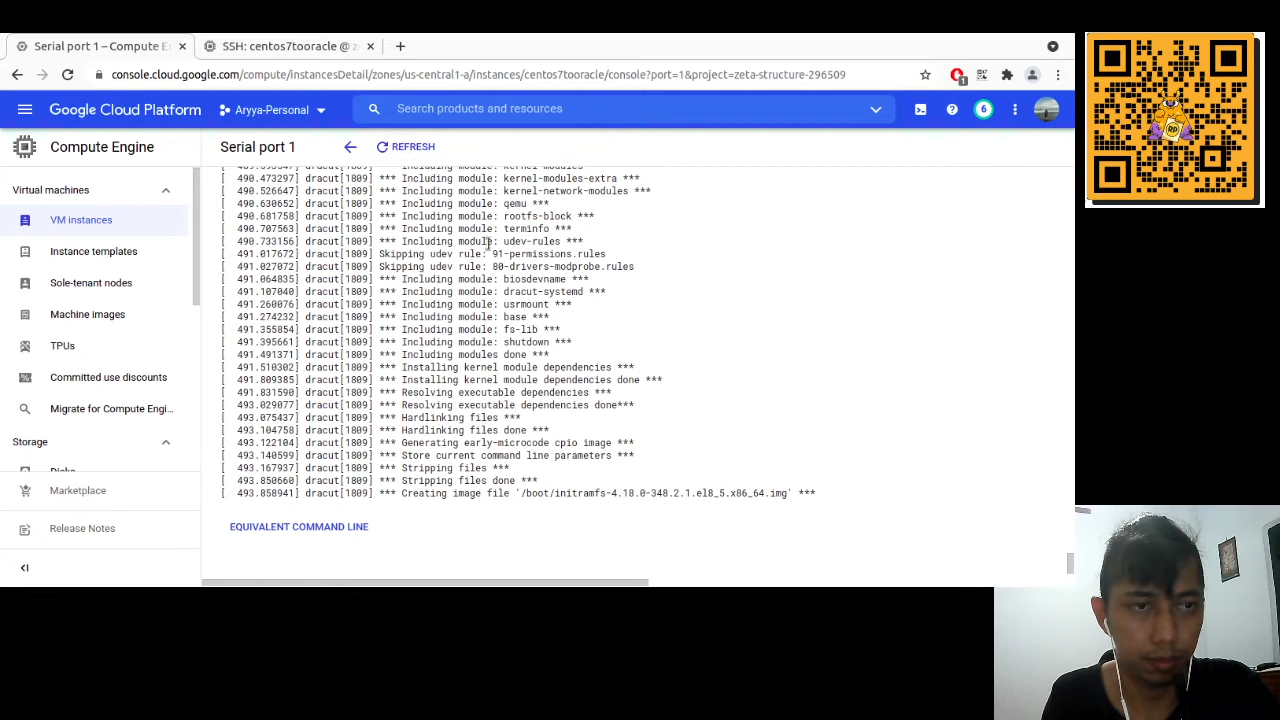 Serial port 1 – Compute E
SSH: centos7tooracle @ z
console.cloud.google.com/compute/instancesDetail/zones/us-central1-a/instances/centos7tooracle/console?port=1&project=zeta-structure-296509
1
Google Cloud Platform
Aryya-Personal
Search products and resources
6
RP
Compute Engine
Serial port 1
REFRESH
Virtual machines
VM instances
Instance templates
Sole-tenant nodes
Machine images
TPUs
Committed use discounts
Migrate for Compute Engi...
Storage
Disks
Marketplace
Release Notes
[ 490.473297] dracut[1809] *** Including module: kernel-modules-extra ***
[ 490.526647] dracut[1809] *** Including module: kernel-network-modules ***
[ 490.630652] dracut[1809] *** Including module: qemu ***
[ 490.681758] dracut[1809] *** Including module: rootfs-block ***
[ 490.707563] dracut[1809] *** Including module: terminfo ***
[ 490.733156] dracut[1809] *** Including module: udev-rules ***
[ 491.017672] dracut[1809] Skipping udev rule: 91-permissions.rules
[ 491.027072] dracut[1809] Skipping udev rule: 80-drivers-modprobe.rules
[ 491.064835] dracut[1809] *** Including module: biosdevname ***
[ 491.107040] dracut[1809] *** Including module: dracut-systemd ***
[ 491.260076] dracut[1809] *** Including module: usrmount ***
[ 491.274232] dracut[1809] *** Including module: base ***
[ 491.355854] dracut[1809] *** Including module: fs-lib ***
[ 491.395661] dracut[1809] *** Including module: shutdown ***
[ 491.491371] dracut[1809] *** Including modules done ***
[ 491.510302] dracut[1809] *** Installing kernel module dependencies ***
[ 491.809385] dracut[1809] *** Installing kernel module dependencies done ***
[ 491.831590] dracut[1809] *** Resolving executable dependencies ***
[ 493.029077] dracut[1809] *** Resolving executable dependencies done***
[ 493.075437] dracut[1809] *** Hardlinking files ***
[ 493.104758] dracut[1809] *** Hardlinking files done ***
[ 493.122104] dracut[1809] *** Generating early-microcode cpio image ***
[ 493.140599] dracut[1809] *** Store current command line parameters ***
[ 493.167937] dracut[1809] *** Stripping files ***
[ 493.850660] dracut[1809] *** Stripping files done ***
[ 493.858941] dracut[1809] *** Creating image file '/boot/initramfs-4.18.0-348.2.1.el8_5.x86_64.img' ***
EQUIVALENT COMMAND LINE